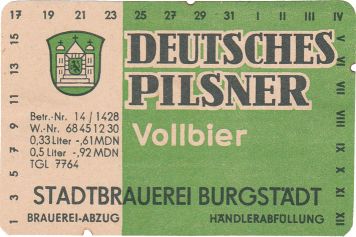 17 19 21 23 25 27 29 31 I II III IV
15
13
11
9
7
5
3
1
V
VI
VII
VIII
IX
X
XI
XII
DEUTSCHES
PILSNER
Vollbier
Betr.-Nr. 14/1428
W.-Nr. 68 45 12 30
0,33 Liter -,61 MDN
0,5 Liter -,92 MDN
TGL 7764
STADTBRAUEREI BURGSTÄDT
BRAUEREI-ABZUG HÄNDLERABFÜLLUNG